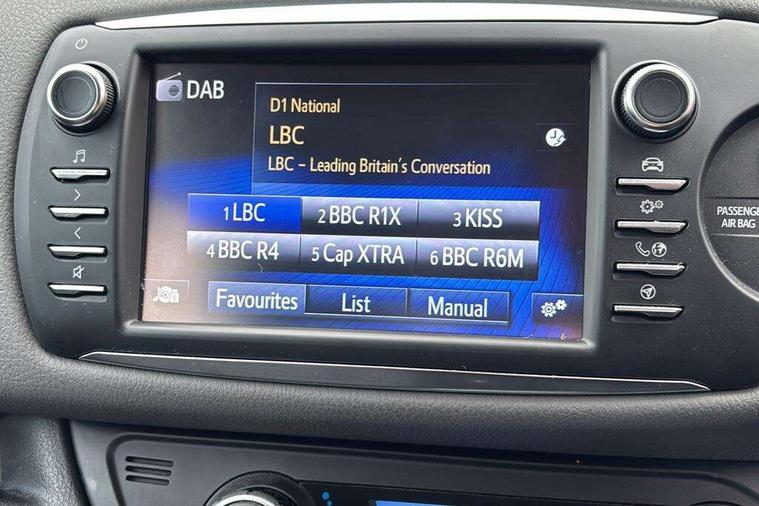 DAB
D1 National
LBC
LBC – Leading Britain's Conversation
1 LBC
2 BBC R1X
3 KISS
4 BBC R4
5 Cap XTRA
6 BBC R6M
Favourites
List
Manual
PASSENGE
AIR BAG